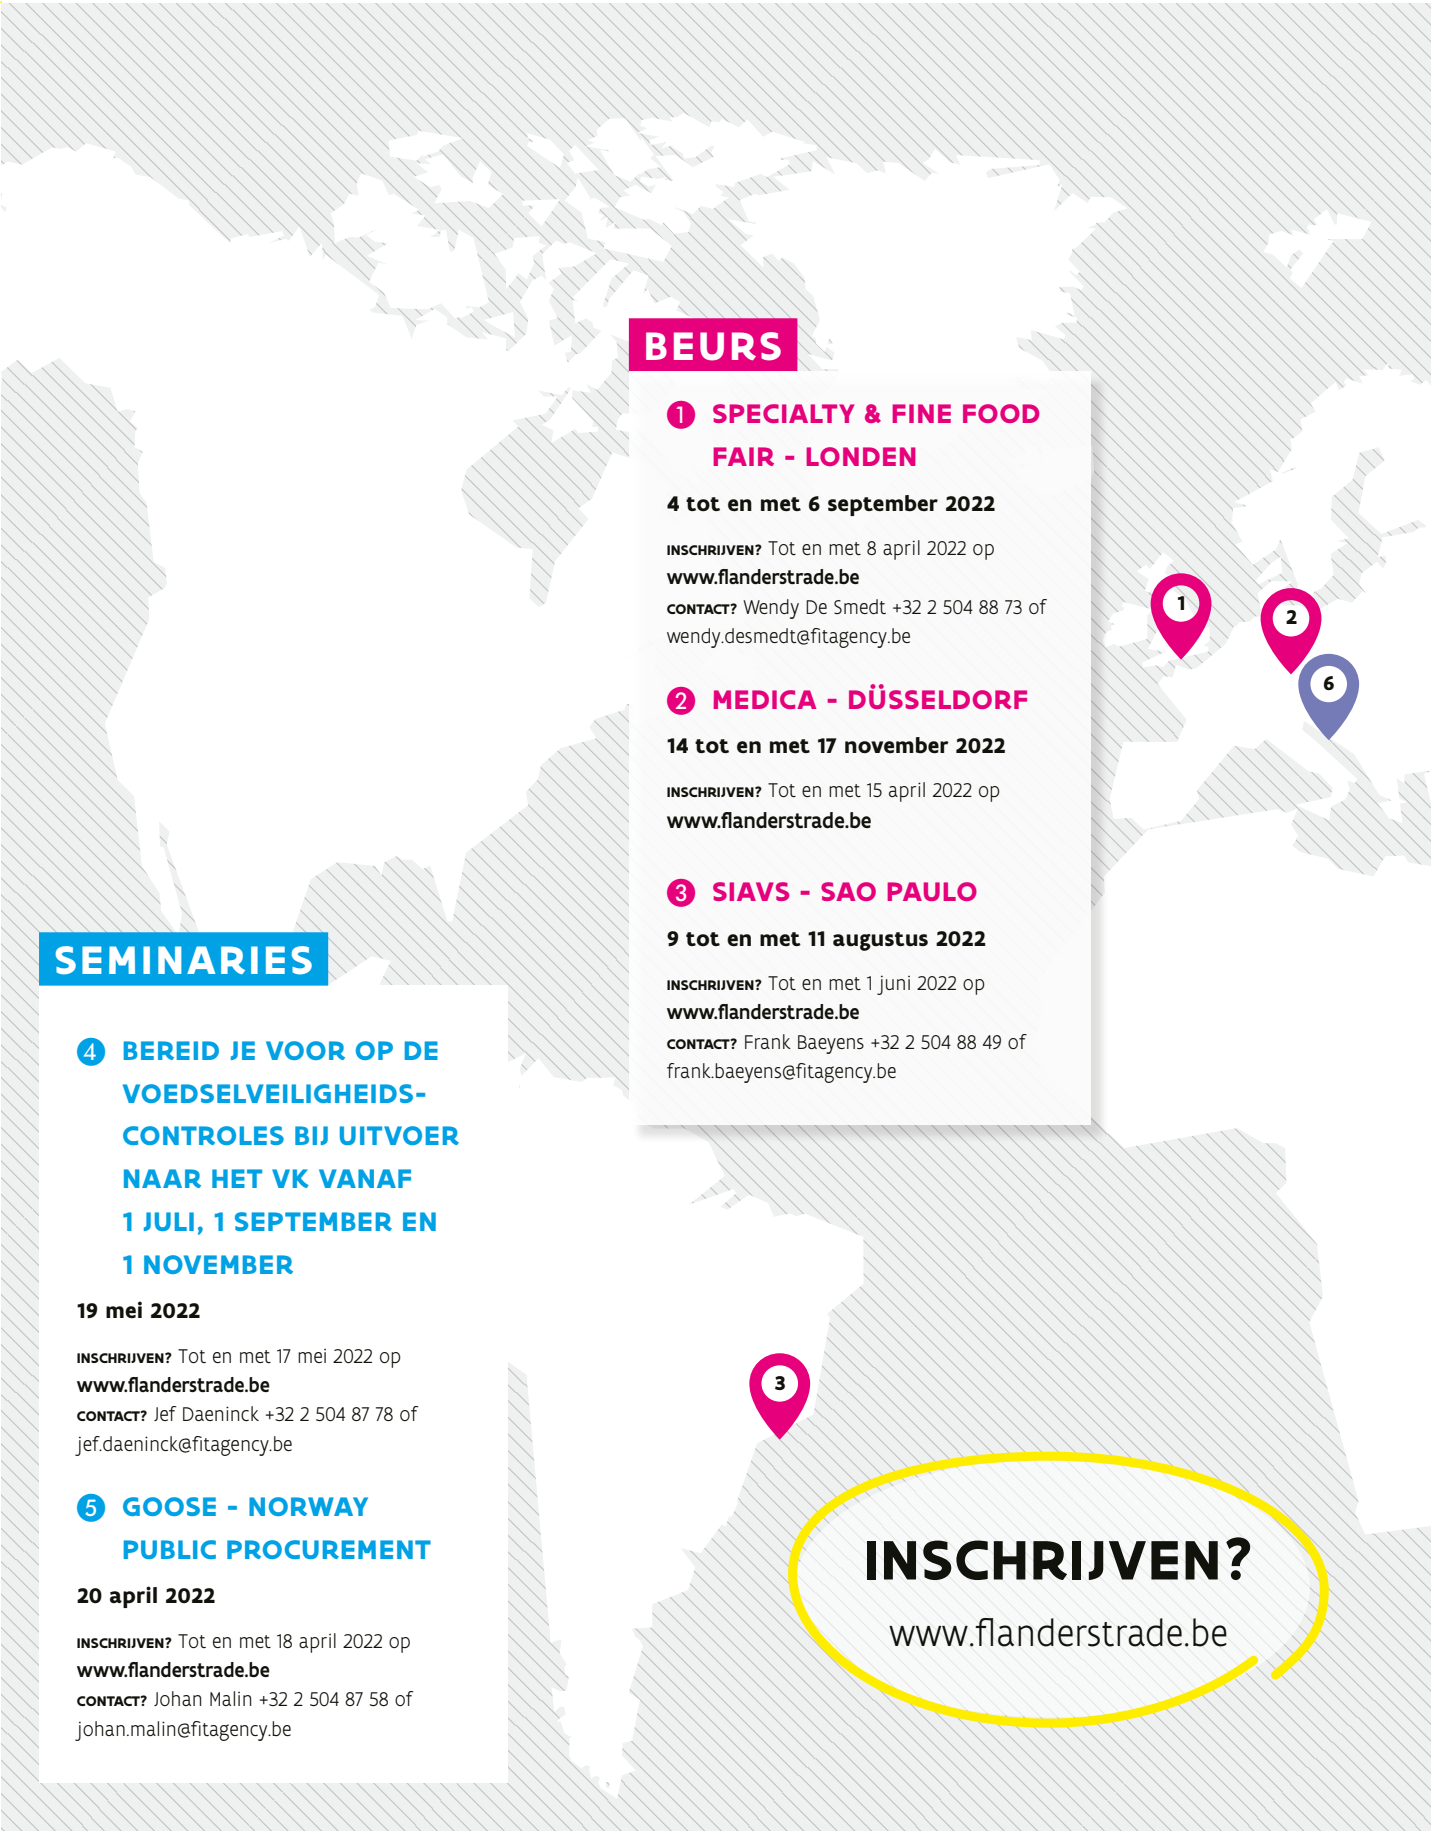 BEURS
1 SPECIALTY & FINE FOOD
FAIR - LONDEN
4 tot en met 6 september 2022
INSCHRIJVEN? Tot en met 8 april 2022 op
www.flanderstrade.be
CONTACT? Wendy De Smedt +32 2 504 88 73 of
wendy.desmedt@fitagency.be
2 MEDICA - DÜSSELDORF
14 tot en met 17 november 2022
INSCHRIJVEN? Tot en met 15 april 2022 op
www.flanderstrade.be
3 SIAVS - SAO PAULO
9 tot en met 11 augustus 2022
INSCHRIJVEN? Tot en met 1 juni 2022 op
www.flanderstrade.be
CONTACT? Frank Baeyens +32 2 504 88 49 of
frank.baeyens@fitagency.be
1
2
6
SEMINARIES
4 BEREID JE VOOR OP DE
VOEDSELVEILIGHEIDS-
CONTROLES BIJ UITVOER
NAAR HET VK VANAF
1 JULI, 1 SEPTEMBER EN
1 NOVEMBER
19 mei 2022
INSCHRIJVEN? Tot en met 17 mei 2022 op
www.flanderstrade.be
CONTACT? Jef Daeninck +32 2 504 87 78 of
jef.daeninck@fitagency.be
5 GOOSE - NORWAY
PUBLIC PROCUREMENT
20 april 2022
INSCHRIJVEN? Tot en met 18 april 2022 op
www.flanderstrade.be
CONTACT? Johan Malin +32 2 504 87 58 of
johan.malin@fitagency.be
3
INSCHRIJVEN?
www.flanderstrade.be